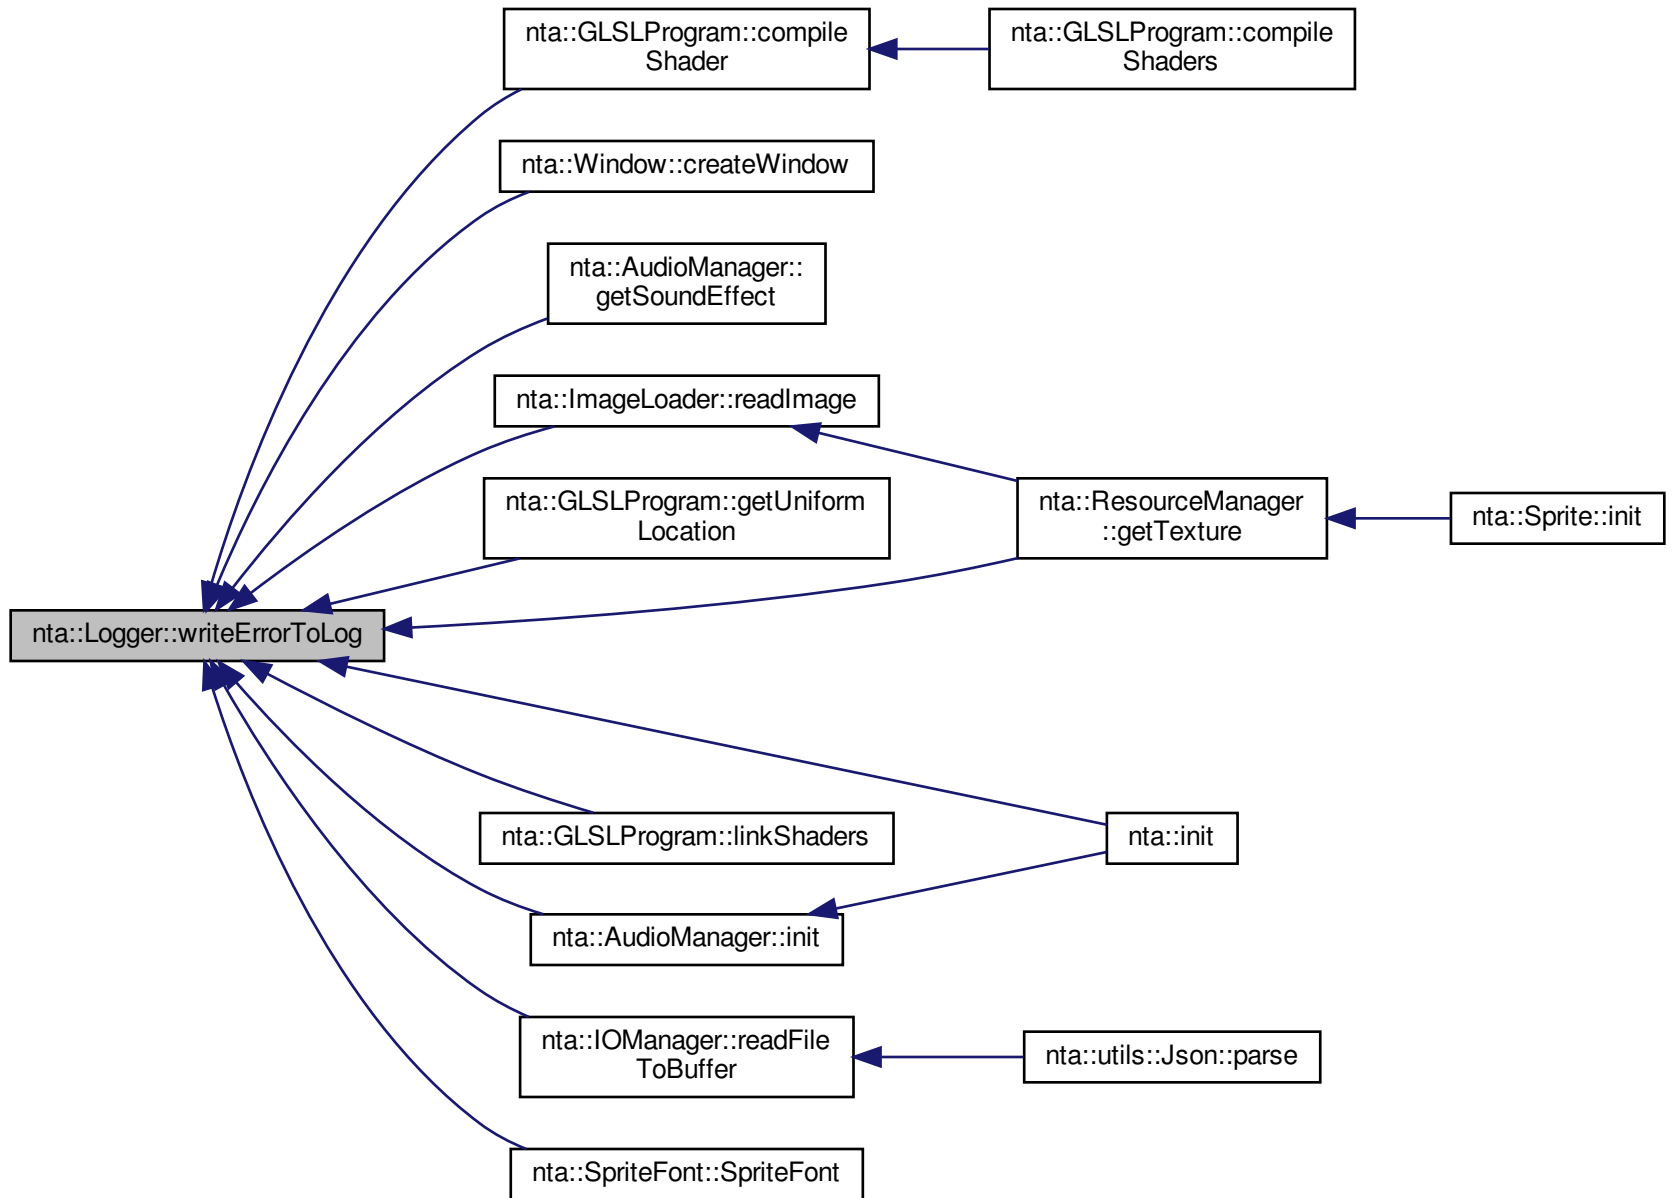 nta::GLSLProgram::compile
Shader
nta::GLSLProgram::compile
Shaders
nta::Window::createWindow
nta::AudioManager::
getSoundEffect
nta::ImageLoader::readImage
nta::GLSLProgram::getUniform
Location
nta::ResourceManager
::getTexture
nta::Sprite::init
nta::Logger::writeErrorToLog
nta::GLSLProgram::linkShaders
nta::init
nta::AudioManager::init
nta::IOManager::readFile
ToBuffer
nta::utils::Json::parse
nta::SpriteFont::SpriteFont